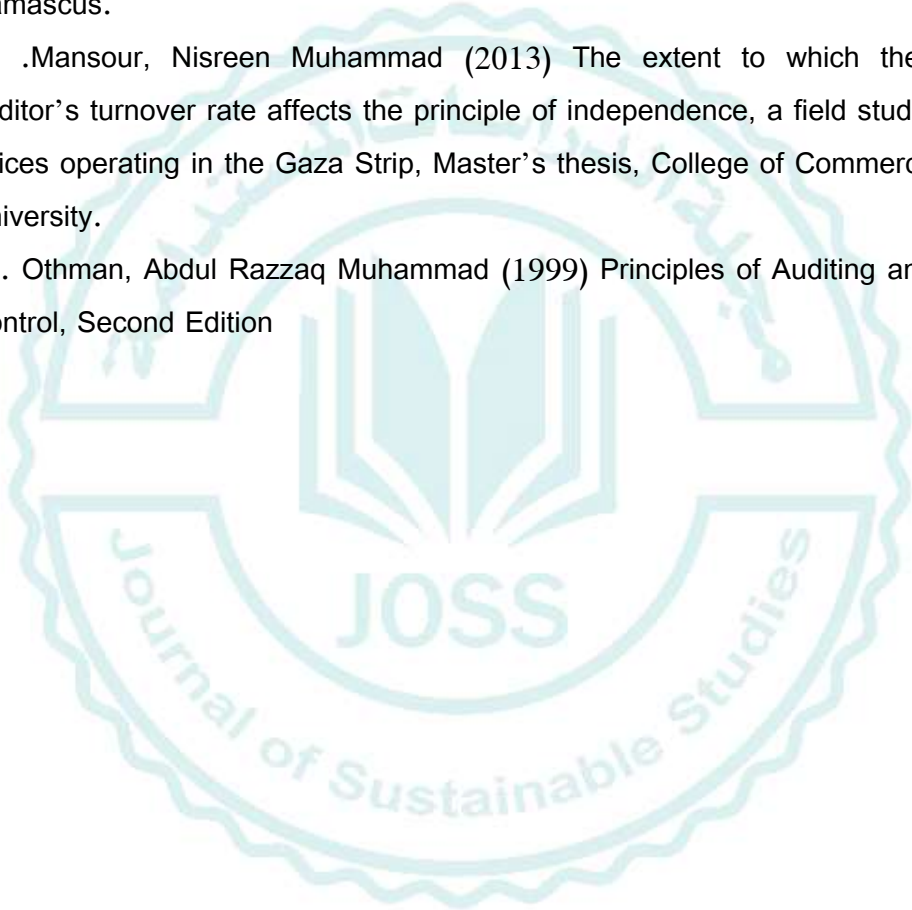 amascus.
.Mansour, Nisreen Muhammad (2013) The extent to which the
ditor's turnover rate affects the principle of independence, a field stud
ices operating in the Gaza Strip, Master's thesis, College of Commerc
niversity.
. Othman, Abdul Razzaq Muhammad (1999) Principles of Auditing an
ontrol, Second Edition
JOSS
Journal of Sustainable Studies